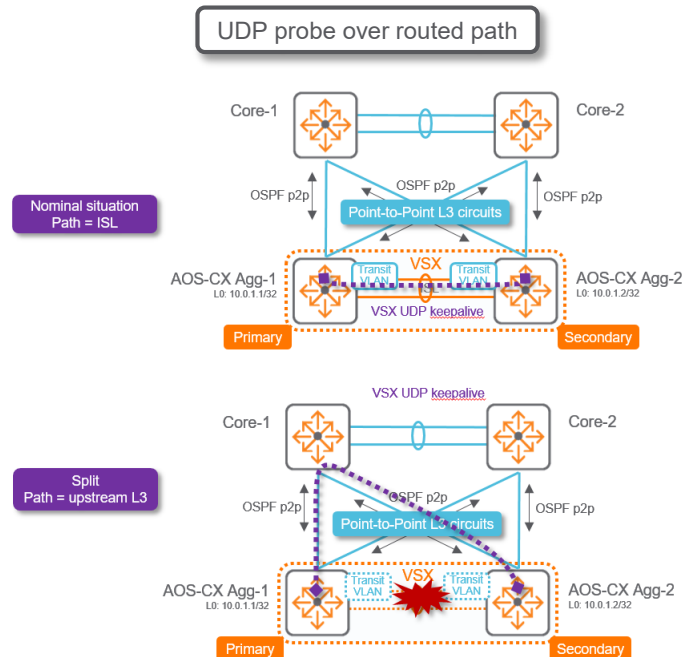 UDP probe over routed path
Core-1
Core-2
OSPF p2p
OSPF p2p
OSPF p2p
Nominal situation
Path = ISL
Point-to-Point L3 circuits
VSX
AOS-CX Agg-1
L0: 10.0.1.1/32
Transit
VLAN
Transit
VLAN
AOS-CX Agg-2
L0: 10.0.1.2/32
ISL
VSX UDP keepalive
Primary
Secondary
VSX UDP keepalive
Core-1
Core-2
Split
Path = upstream L3
OSPF p2p
OSPF p2p
OSPF p2p
Point-to-Point L3 circuits
VSX
AOS-CX Agg-1
L0: 10.0.1.1/32
Transit
VLAN
Transit
VLAN
AOS-CX Agg-2
L0: 10.0.1.2/32
Primary
Secondary